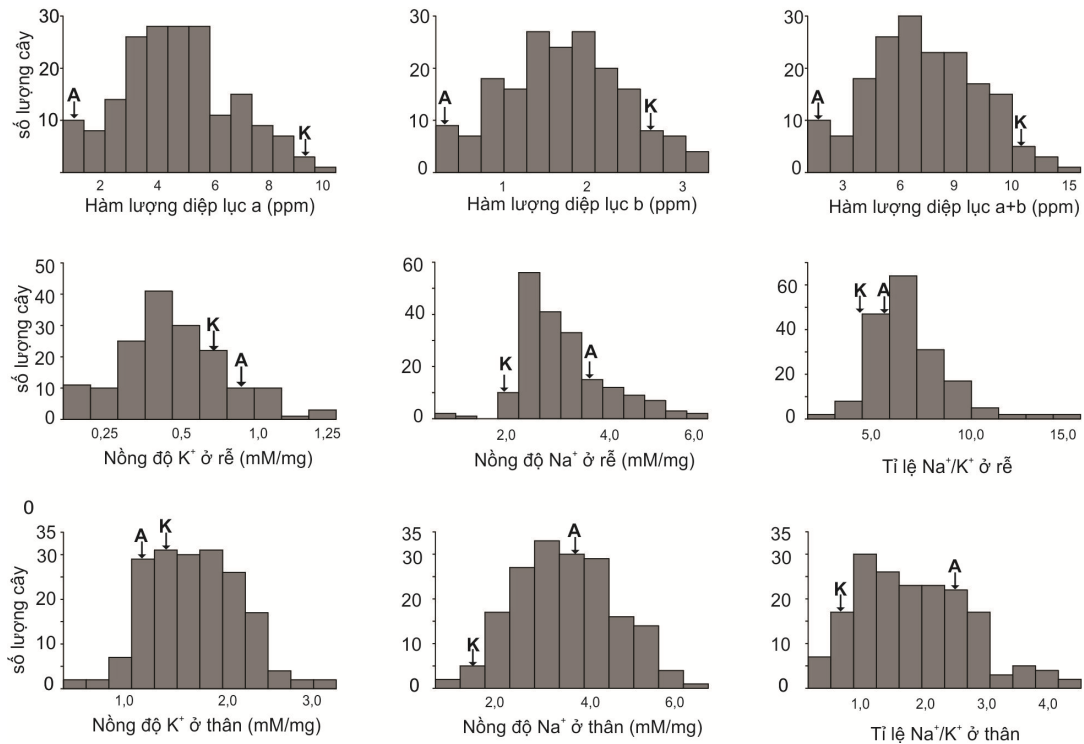 30 30 30
số lượng cây
20 20 20
A K A K A K
10 10 10
0 0
2 4 6 8 10 1 2 3 3 6 9 10 15
Hàm lượng diệp lục a (ppm) Hàm lượng diệp lục b (ppm) Hàm lượng diệp lục a+b (ppm)
50 60
số lượng cây
40 60
30 40 40
20 20 20
10
0 0 0
K A K A K A
0,25 0,5 1,0 1,25 2,0 4,0 6,0 5,0 10,0 15,0
Nồng độ K⁺ ở rễ (mM/mg) Nồng độ Na⁺ ở rễ (mM/mg) Tỉ lệ Na⁺/K⁺ ở rễ
0
số lượng cây
35 35 35
30 30 30
20 20 20
10 10 10
0 0 0
A K K A K A
1,0 2,0 3,0 2,0 4,0 6,0 1,0 2,0 3,0 4,0
Nồng độ K⁺ ở thân (mM/mg) Nồng độ Na⁺ ở thân (mM/mg) Tỉ lệ Na⁺/K⁺ ở thân